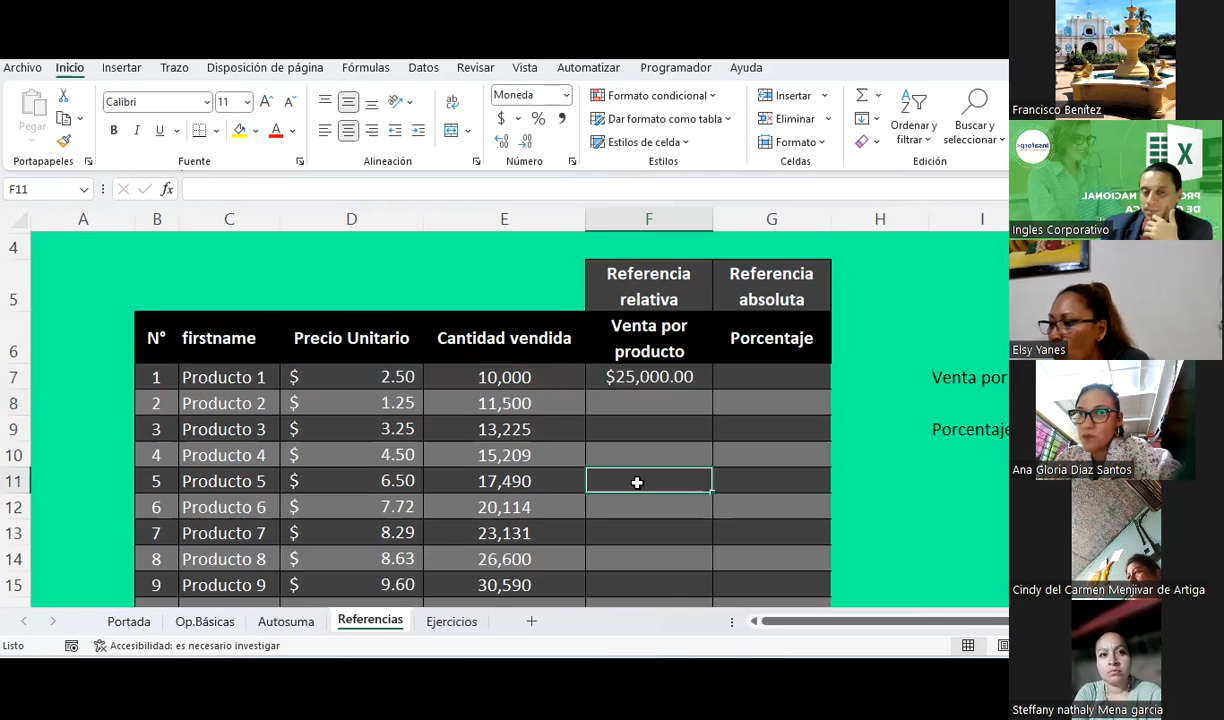 Archivo Inicio Insertar Trazo Disposición de página Fórmulas Datos Revisar Vista Automatizar Programador Ayuda
Pegar
Calibri 11
N K S
Moneda
$ %
Formato condicional
Dar formato como tabla
Estilos de celda
Insertar
Eliminar
Formato
Ordenar y filtrar
Buscar y seleccionar
Portapapeles Fuente Alineación Número Estilos Celdas Edición
F11 fx
A B C D E F G H I
4
5 Referencia relativa Referencia absoluta
6 N° firstname Precio Unitario Cantidad vendida Venta por producto Porcentaje
7 1 Producto 1 $ 2.50 10,000 $25,000.00 Venta por
8 2 Producto 2 $ 1.25 11,500
9 3 Producto 3 $ 3.25 13,225 Porcentaje
10 4 Producto 4 $ 4.50 15,209
11 5 Producto 5 $ 6.50 17,490
12 6 Producto 6 $ 7.72 20,114
13 7 Producto 7 $ 8.29 23,131
14 8 Producto 8 $ 8.63 26,600
15 9 Producto 9 $ 9.60 30,590
Portada Op.Básicas Autosuma Referencias Ejercicios
Listo Accesibilidad: es necesario investigar
Francisco Benítez
Insaforp
X
NACIONAL
DE
Ingles Corporativo
Elsy Yanes
Ana Gloria Diaz Santos
Cindy del Carmen Menjivar de Artiga
Steffany nathaly Mena garcia